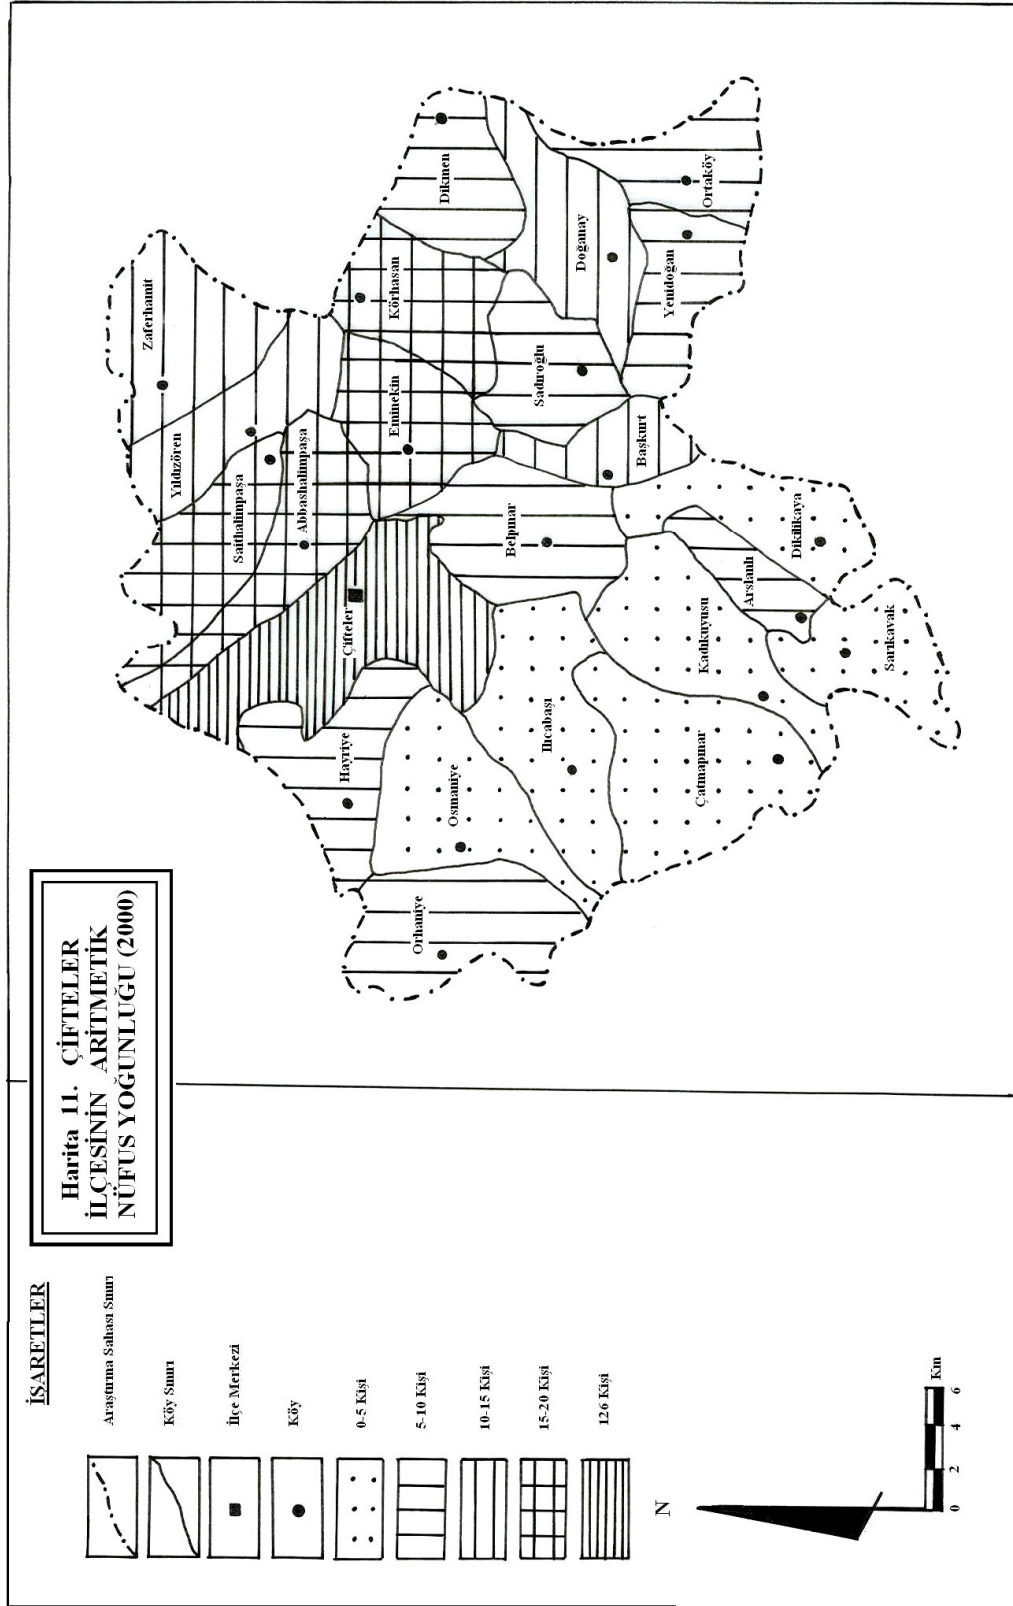 Harita 11. ÇİFTELER
İLÇESİNİN ARİTMETİK
NÜFUS YOĞUNLUĞU (2000)
Zaferhamit
Yıldızören
Saithalimpaşa
Abbashalimpaşa
Çifteler
Hayriye
Orhaniye
Osmaniye
Ilıcabaşı
Çatmapınar
Kadıkuyusu
Arslanlı
Sarıkavak
Dikilikaya
Belpınar
Başkurt
Eminekin
Körhasan
Sadıroğlu
Dikmen
Doğanay
Yenidoğan
Ortaköy
İŞARETLER
Araştırma Sahası Sınırı
Köy Sınırı
İlçe Merkezi
Köy
0-5 Kişi
5-10 Kişi
10-15 Kişi
15-20 Kişi
126 Kişi
N
0 2 4 6
Km